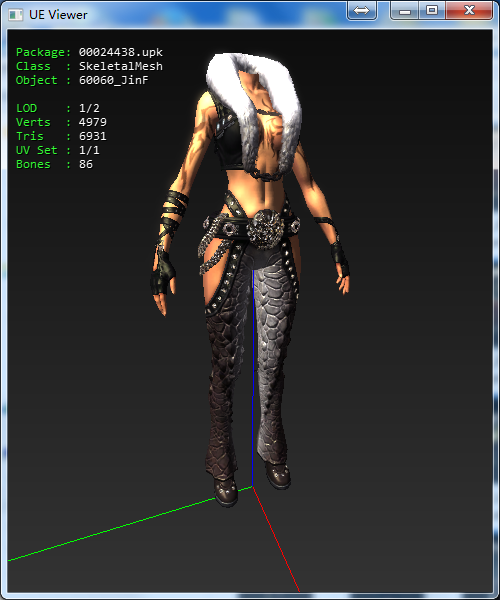 UE Viewer
Package: 00024438.upk
Class : SkeletalMesh
Object : 60060_JinF
LOD : 1/2
Verts : 4979
Tris : 6931
UV Set : 1/1
Bones : 86